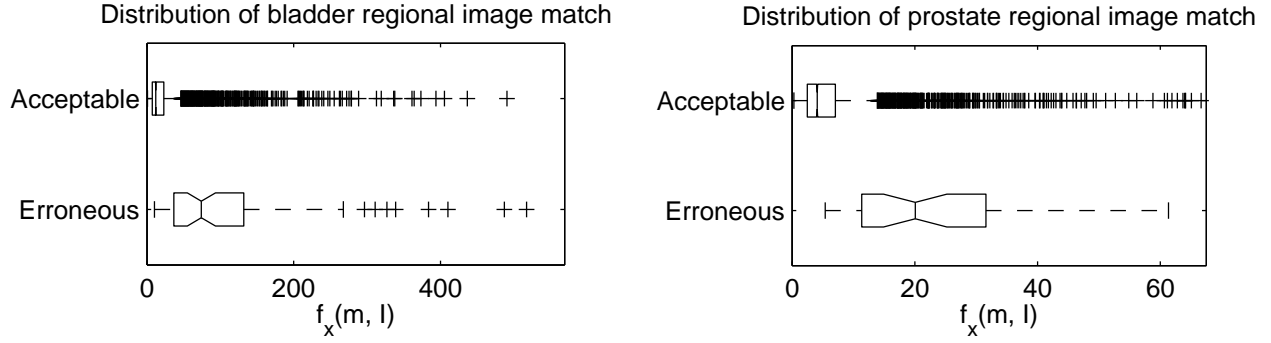 Distribution of bladder regional image match
Acceptable
Erroneous
0 200 400
f_x(m, I)
Distribution of prostate regional image match
Acceptable
Erroneous
0 20 40 60
f_x(m, I)